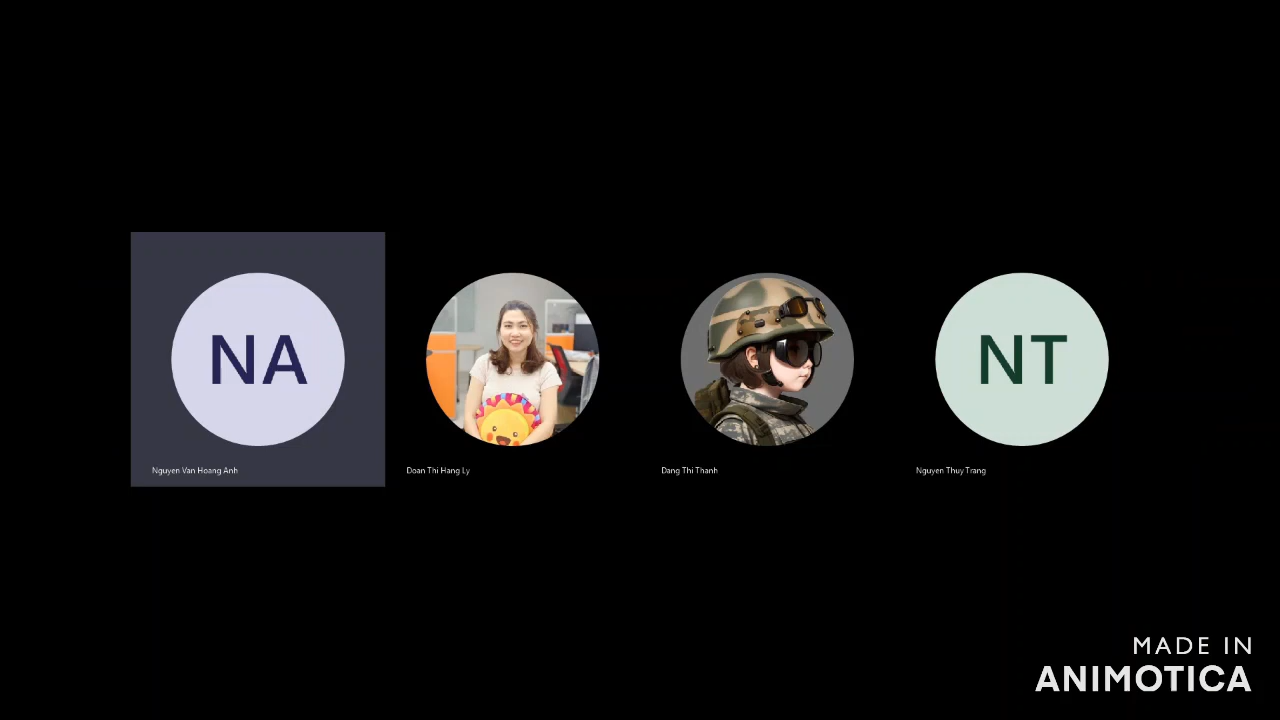 NA
NT
Nguyen Van Hoang Anh
Doan Thi Hang Ly
Dang Thi Thanh
Nguyen Thuy Trang
MADE IN
ANIMOTICA